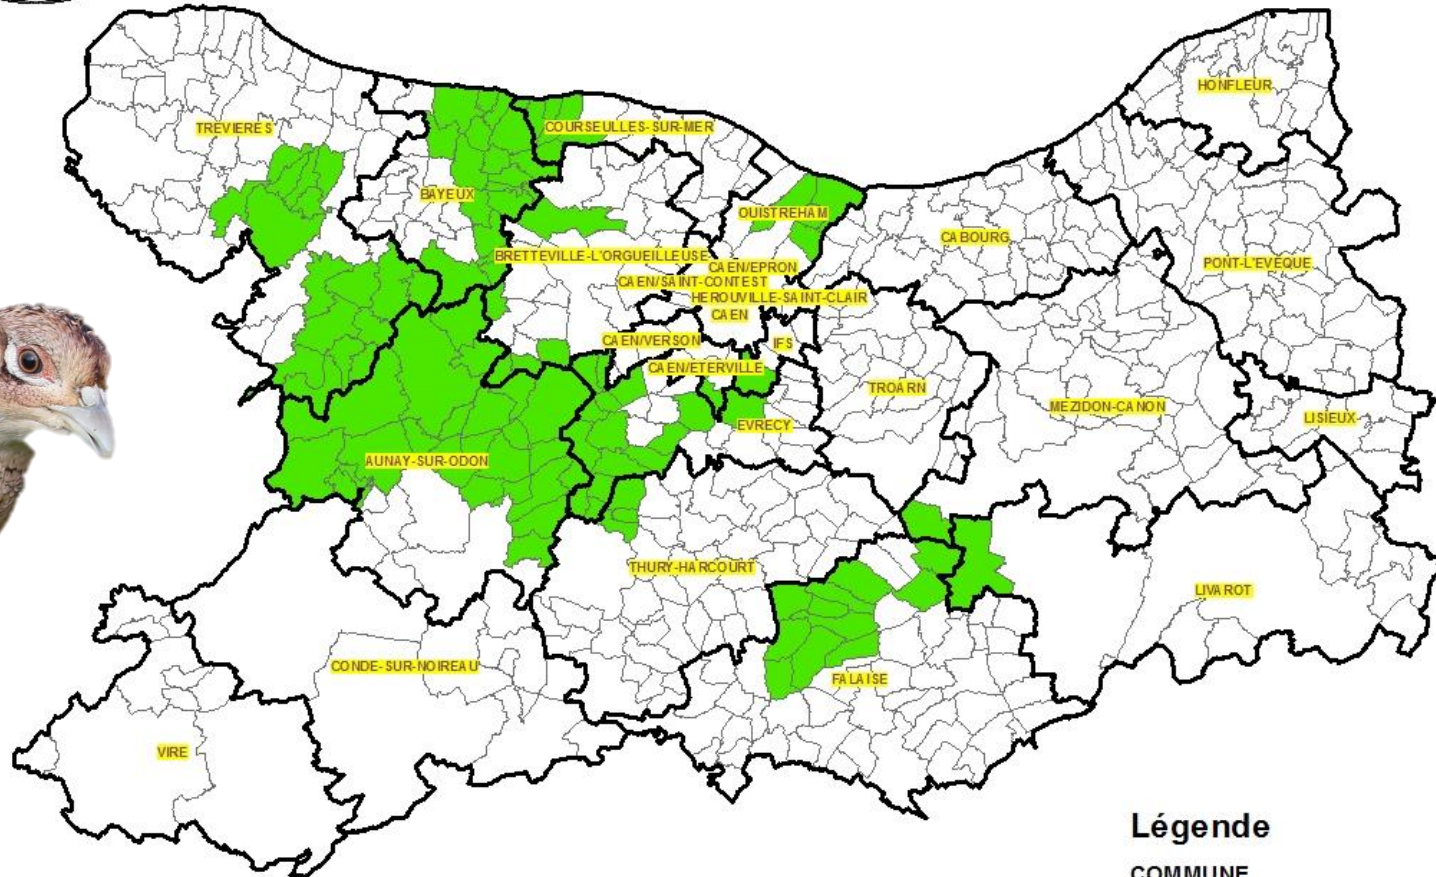 HONFLEUR
TREVIERES
COURSEULLES-SUR-MER
BAYEUX
OUISTREHAM
CABOURG
BRETTEVILLE-L'ORGUEILLEUSE
PONT-L'EVEQUE
CAEN/EPRON
CAEN/SAINT-CONTEST
HEROUVILLE-SAINT-CLAIR
CAEN
CAEN/VERSON
IFS
CAEN/ETERVILLE
TROARN
MEZIDON-CANON
LISIEUX
EVRECY
AUNAY-SUR-ODON
THURY-HARCOURT
LIVAROT
CONDE-SUR-NOIREAU
FALAISE
VIRE
Légende
COMMUNE